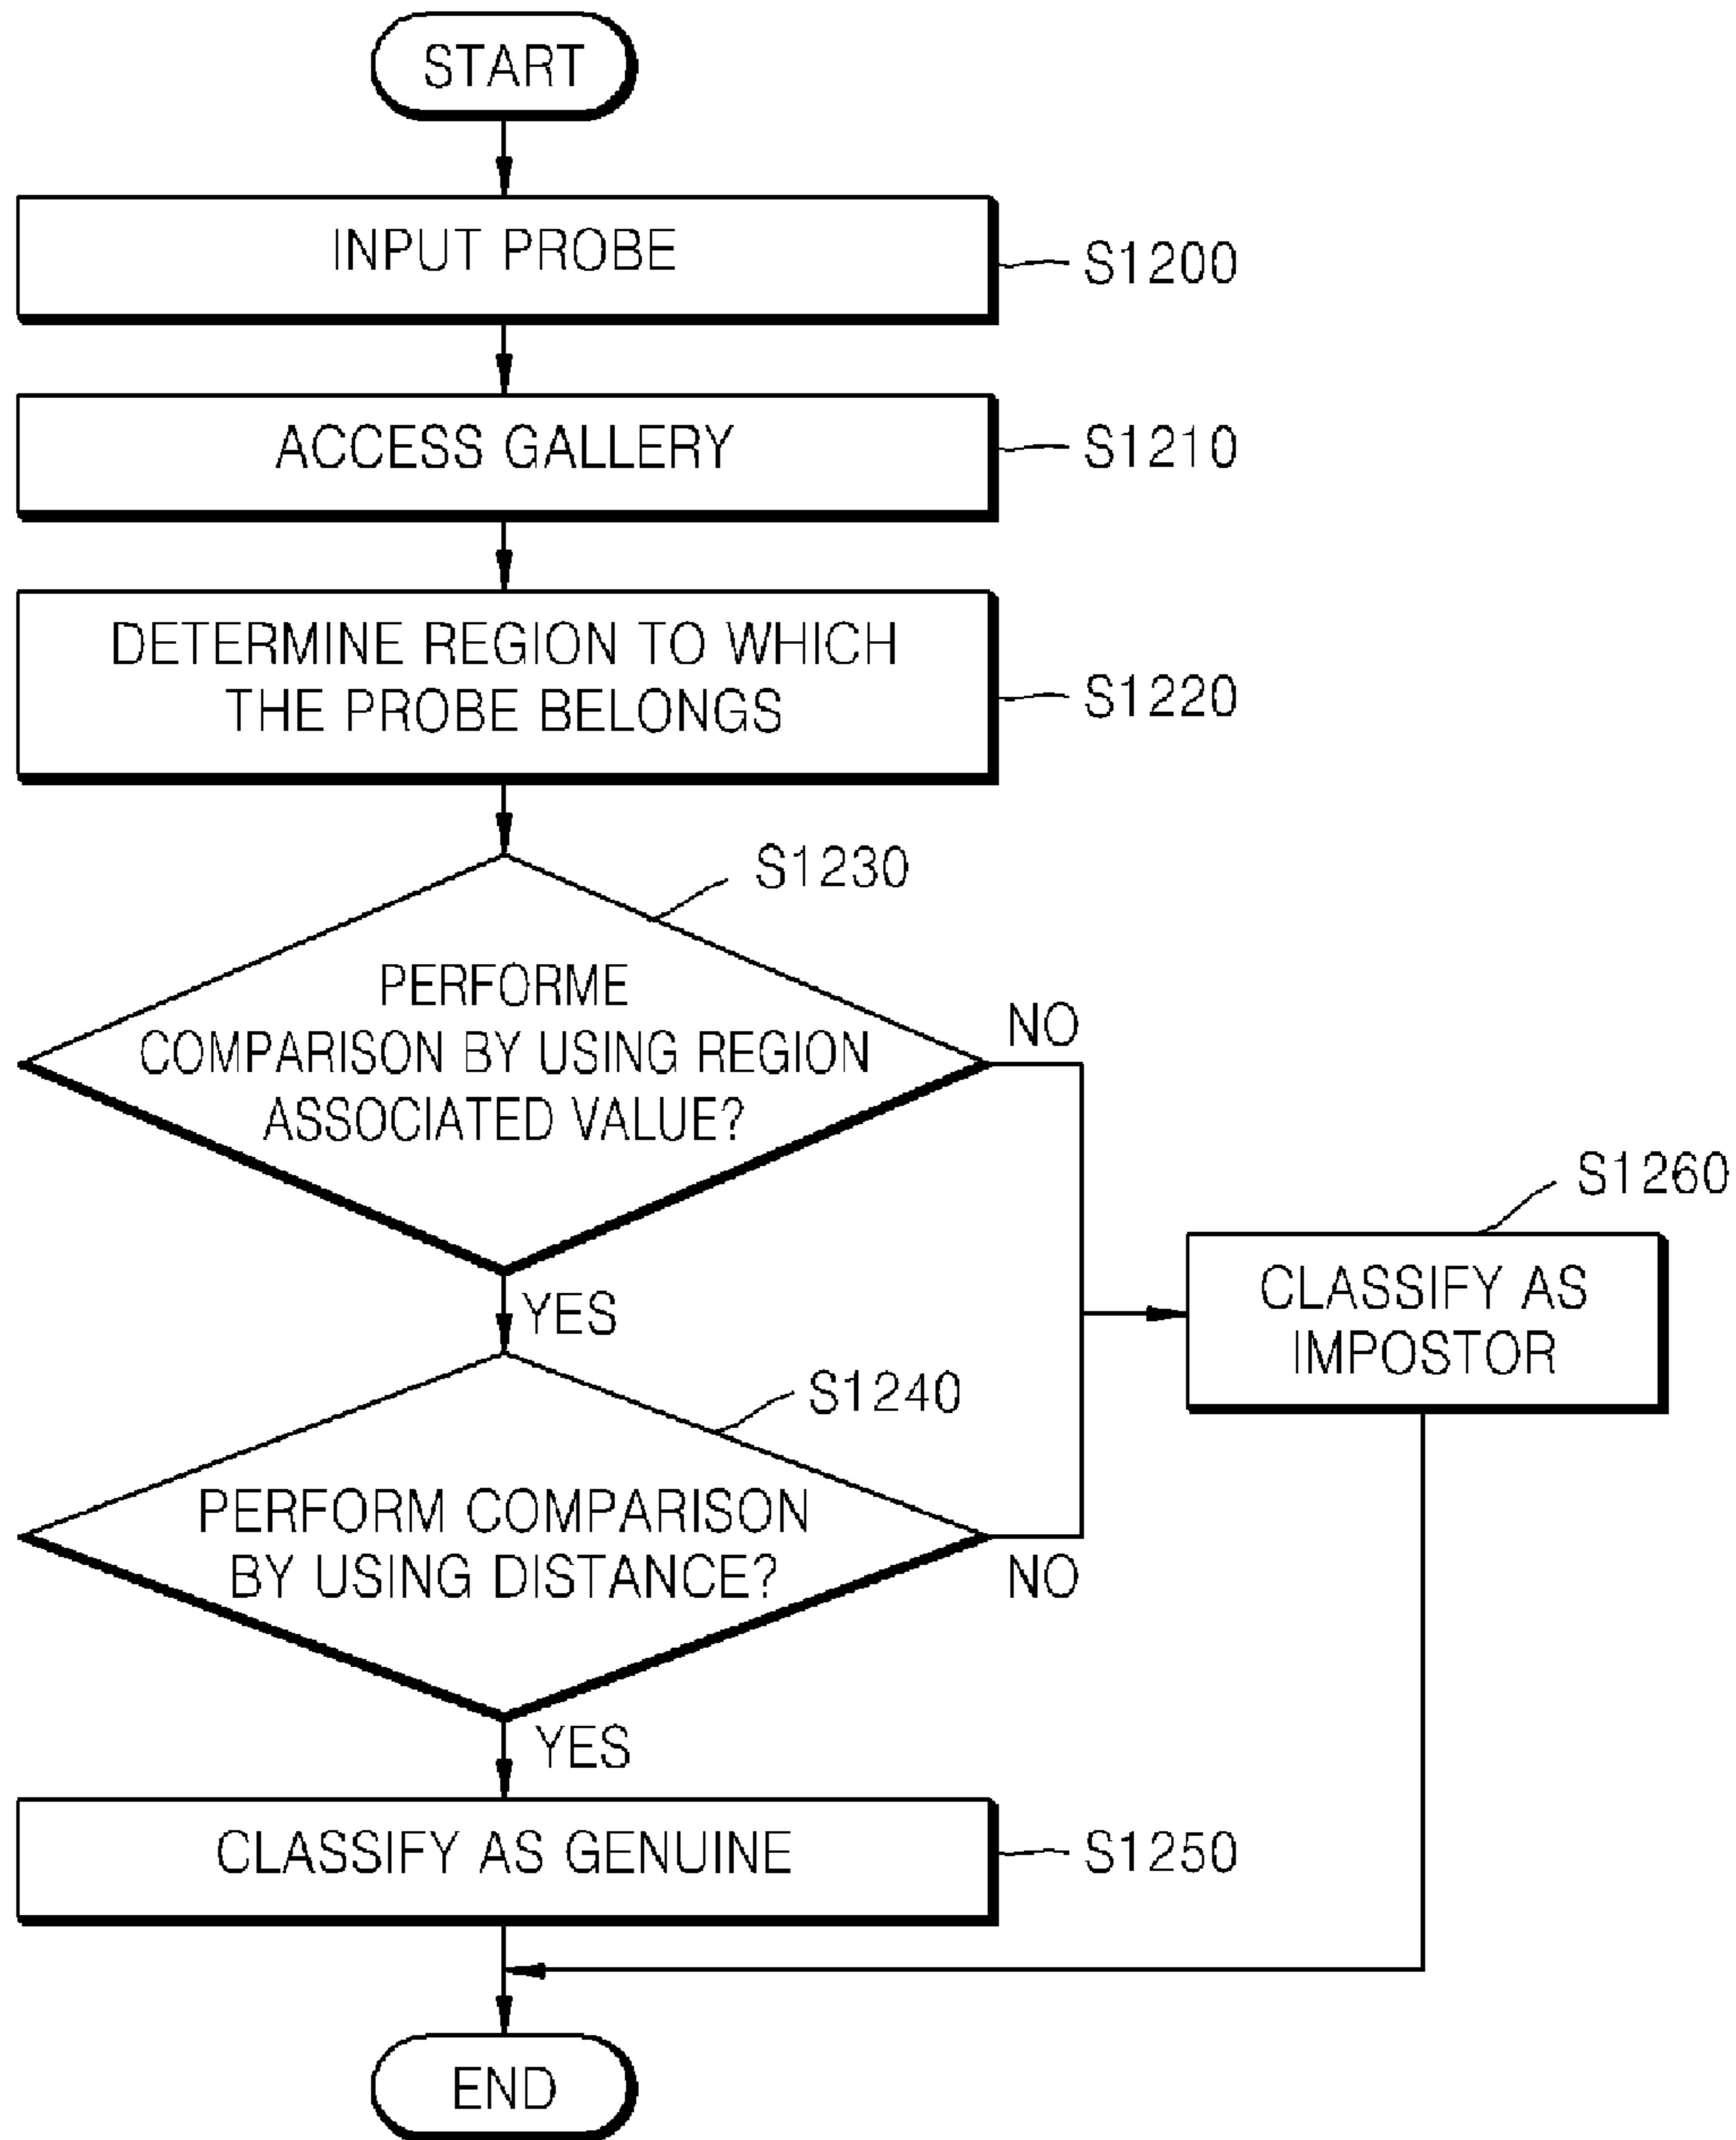 START
INPUT PROBE
S1200
ACCESS GALLERY
S1210
DETERMINE REGION TO WHICH
THE PROBE BELONGS
S1220
S1230
PERFORME
COMPARISON BY USING REGION
ASSOCIATED VALUE?
NO
YES
S1260
CLASSIFY AS
IMPOSTOR
S1240
PERFORM COMPARISON
BY USING DISTANCE?
NO
YES
CLASSIFY AS GENUINE
S1250
END